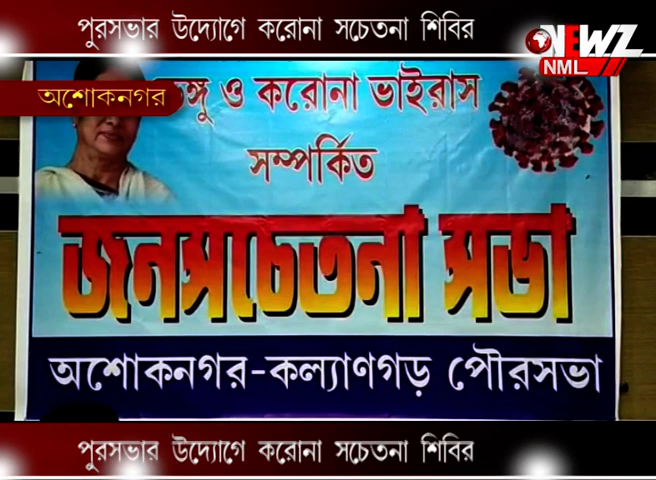 পুরসভার উদ্যোগে করোনা সচেতনা শিবির
NEWZ
NML
অশোকনগর
ও করোনা ভাইরাস
সম্পর্কিত
জনসচেতনা সভা
অশোকনগর-কল্যাণগড় পৌরসভা
পুরসভার উদ্যোগে করোনা সচেতনা শিবির